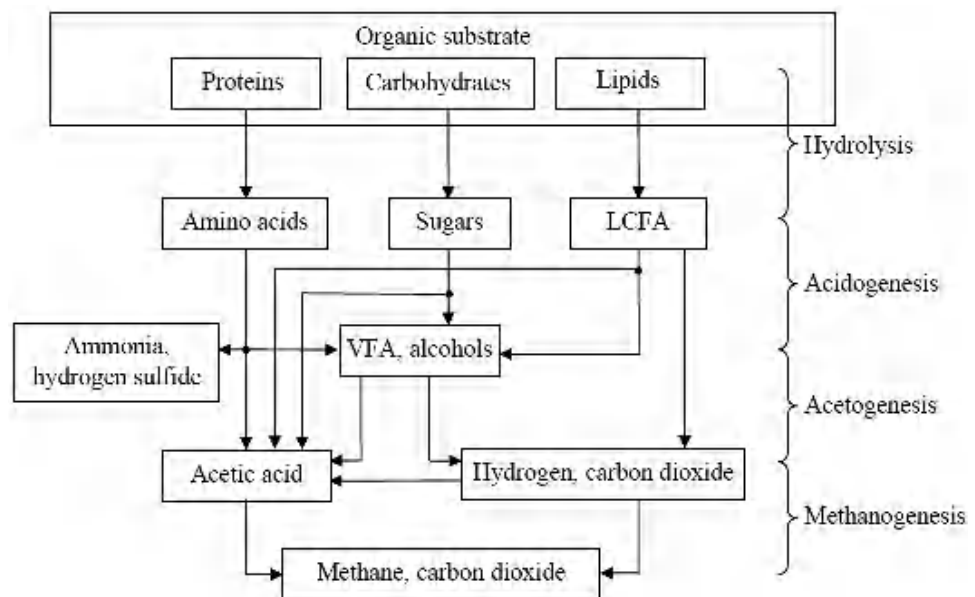 Organic substrate
Proteins
Carbohydrates
Lipids
Hydrolysis
Amino acids
Sugars
LCFA
Acidogenesis
Ammonia,
hydrogen sulfide
VFA, alcohols
Acetogenesis
Acetic acid
Hydrogen, carbon dioxide
Methanogenesis
Methane, carbon dioxide